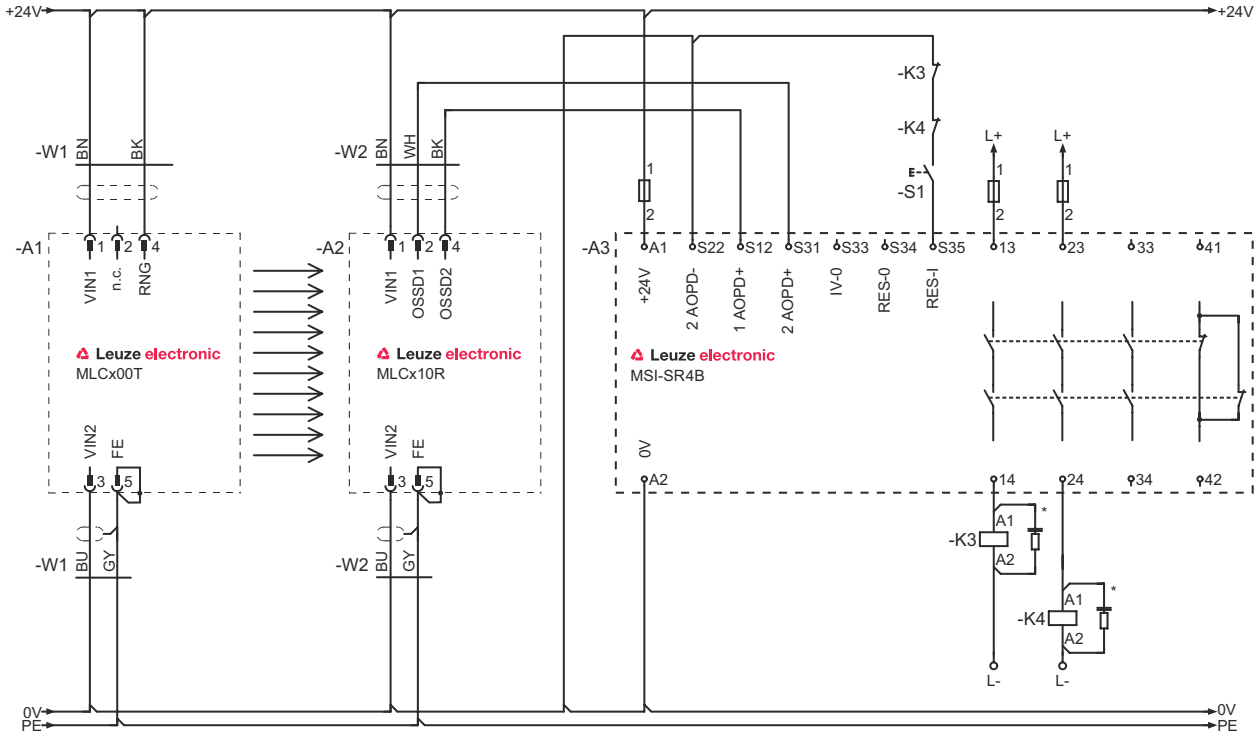 +24V
+24V
-K3
-K4
-W1
BN
BK
-W2
BN
WH
BK
L+
L+
E
-S1
1
2
1
2
1
2
-A1
1
2
4
VIN1
n.c.
RNG
-A2
1
2
4
VIN1
OSSD1
OSSD2
-A3
A1
S22
S12
S31
S33
S34
S35
13
23
33
41
+24V
2 AOPD-
1 AOPD+
2 AOPD+
IV-0
RES-0
RES-I
Leuze electronic
MLCx00T
Leuze electronic
MLCx10R
Leuze electronic
MSI-SR4B
VIN2
FE
VIN2
FE
0V
3
5
3
5
A2
14
24
34
42
-W1
BU
GY
-W2
BU
GY
-K3
A1
A2
*
-K4
A1
A2
*
L-
L-
0V
0V
PE
PE